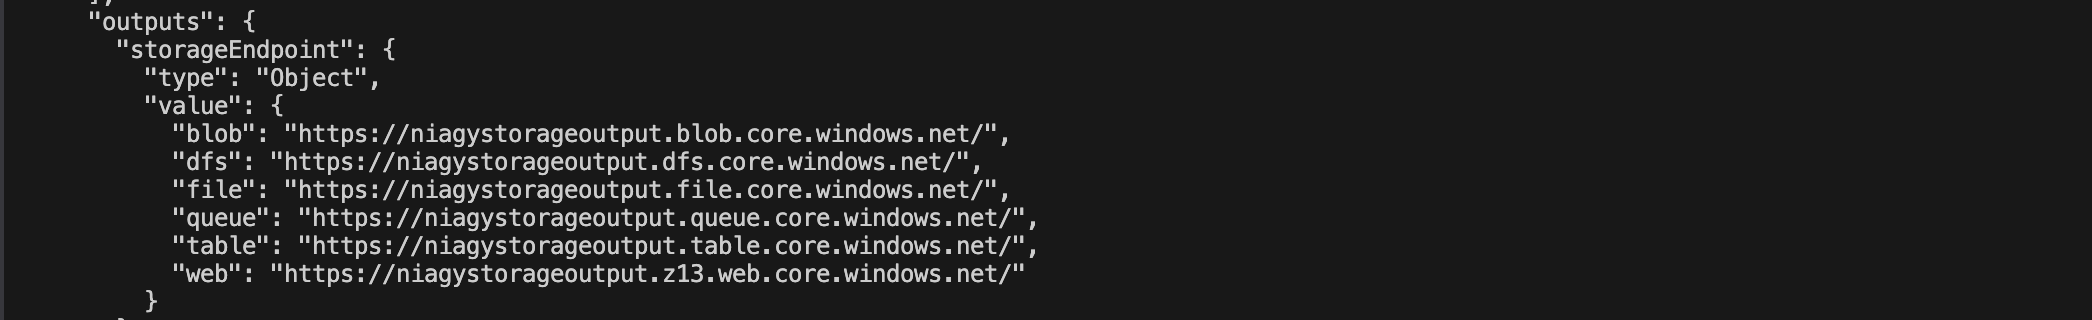 "outputs": {
"storageEndpoint": {
"type": "Object",
"value": {
"blob": "https://niagystorageoutput.blob.core.windows.net/",
"dfs": "https://niagystorageoutput.dfs.core.windows.net/",
"file": "https://niagystorageoutput.file.core.windows.net/",
"queue": "https://niagystorageoutput.queue.core.windows.net/",
"table": "https://niagystorageoutput.table.core.windows.net/",
"web": "https://niagystorageoutput.z13.web.core.windows.net/"
}